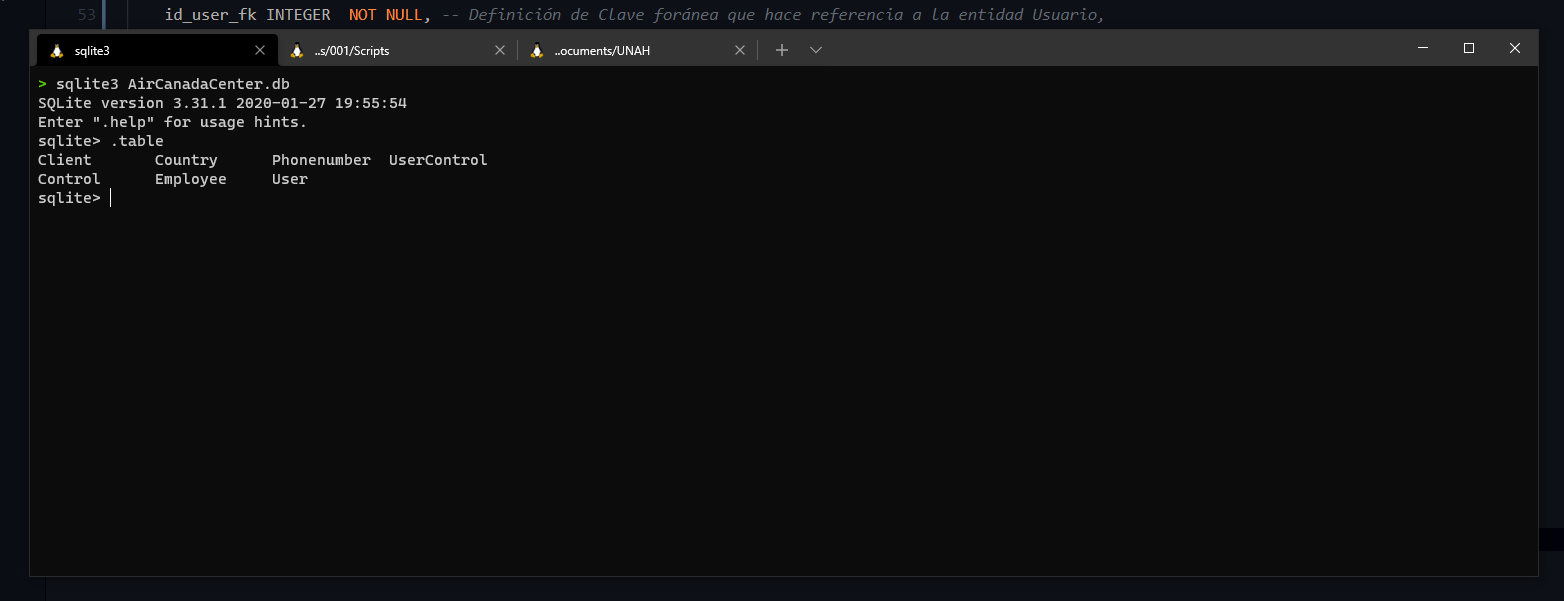 53 id_user_fk INTEGER NOT NULL, -- Definición de Clave foránea que hace referencia a la entidad Usuario,
sqlite3 ..s/001/Scripts ..ocuments/UNAH
> sqlite3 AirCanadaCenter.db
SQLite version 3.31.1 2020-01-27 19:55:54
Enter ".help" for usage hints.
sqlite> .table
Client Country Phonenumber UserControl
Control Employee User
sqlite>